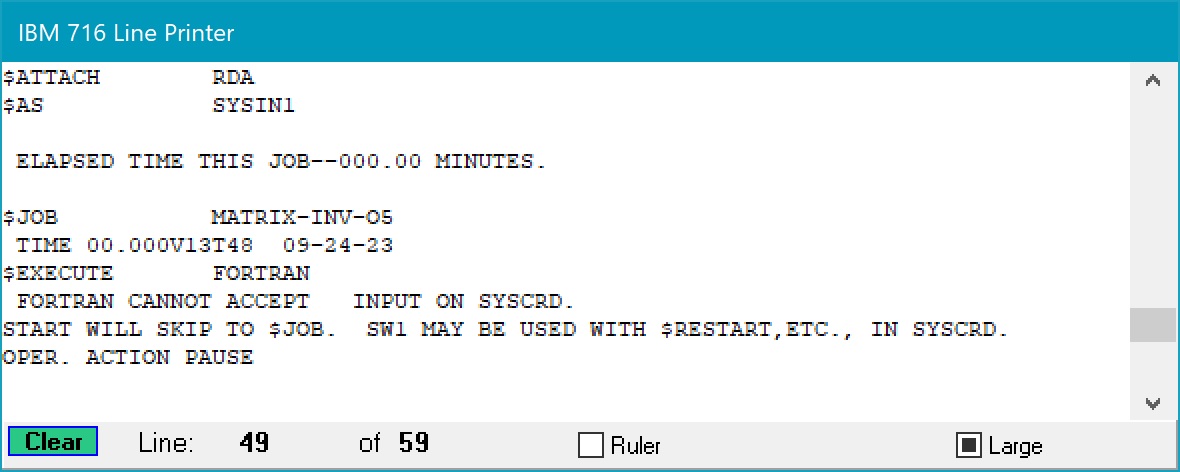 IBM 716 Line Printer
$ATTACH        RDA
$AS            SYSIN1
ELAPSED TIME THIS JOB--000.00 MINUTES.
$JOB           MATRIX-INV-O5
TIME 00.000V13T48  09-24-23
$EXECUTE       FORTRAN
FORTRAN CANNOT ACCEPT   INPUT ON SYSCRD.
START WILL SKIP TO $JOB.  SW1 MAY BE USED WITH $RESTART,ETC., IN SYSCRD.
OPER. ACTION PAUSE
Clear Line: 49 of 59 Ruler Large